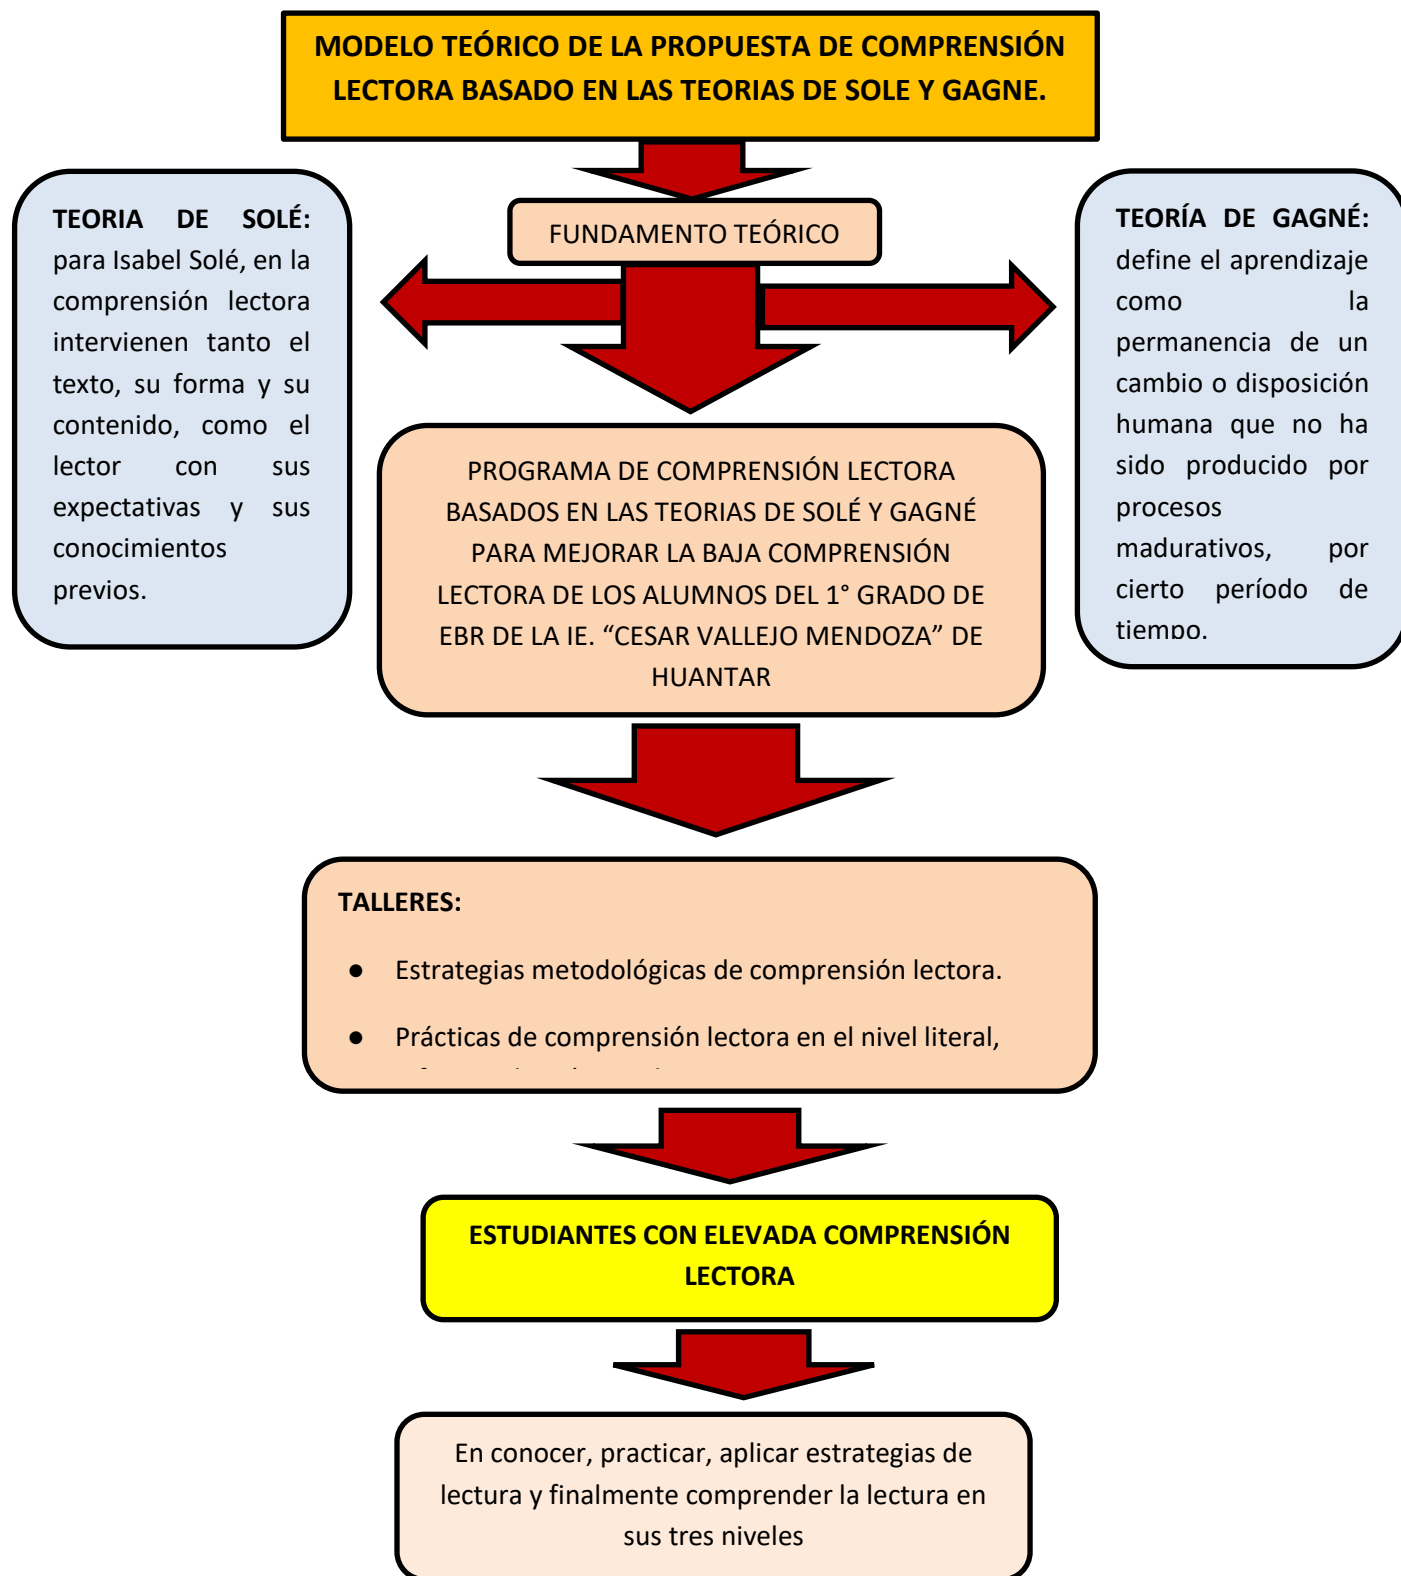 MODELO TEÓRICO DE LA PROPUESTA DE COMPRENSIÓN
LECTORA BASADO EN LAS TEORIAS DE SOLE Y GAGNE.
FUNDAMENTO TEÓRICO
TEORIA DE SOLÉ:
para Isabel Solé, en la
comprensión lectora
intervienen tanto el
texto, su forma y su
contenido, como el
lector con sus
expectativas y sus
conocimientos
previos.
TEORÍA DE GAGNÉ:
define el aprendizaje
como la
permanencia de un
cambio o disposición
humana que no ha
sido producido por
procesos
madurativos, por
cierto período de
tiempo.
PROGRAMA DE COMPRENSIÓN LECTORA
BASADOS EN LAS TEORIAS DE SOLÉ Y GAGNÉ
PARA MEJORAR LA BAJA COMPRENSIÓN
LECTORA DE LOS ALUMNOS DEL 1° GRADO DE
EBR DE LA IE. “CESAR VALLEJO MENDOZA” DE
HUANTAR
TALLERES:
● Estrategias metodológicas de comprensión lectora.
● Prácticas de comprensión lectora en el nivel literal,
ESTUDIANTES CON ELEVADA COMPRENSIÓN
LECTORA
En conocer, practicar, aplicar estrategias de
lectura y finalmente comprender la lectura en
sus tres niveles